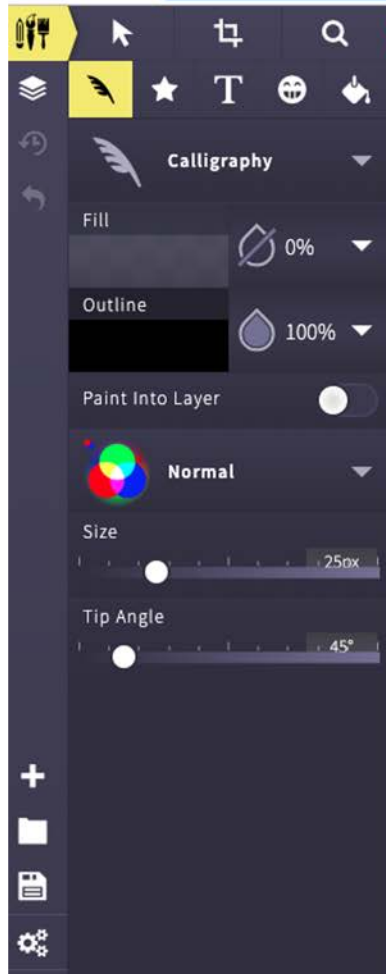 T
Calligraphy
Fill
0%
Outline
100%
Paint Into Layer
Normal
Size
25px
Tip Angle
45°